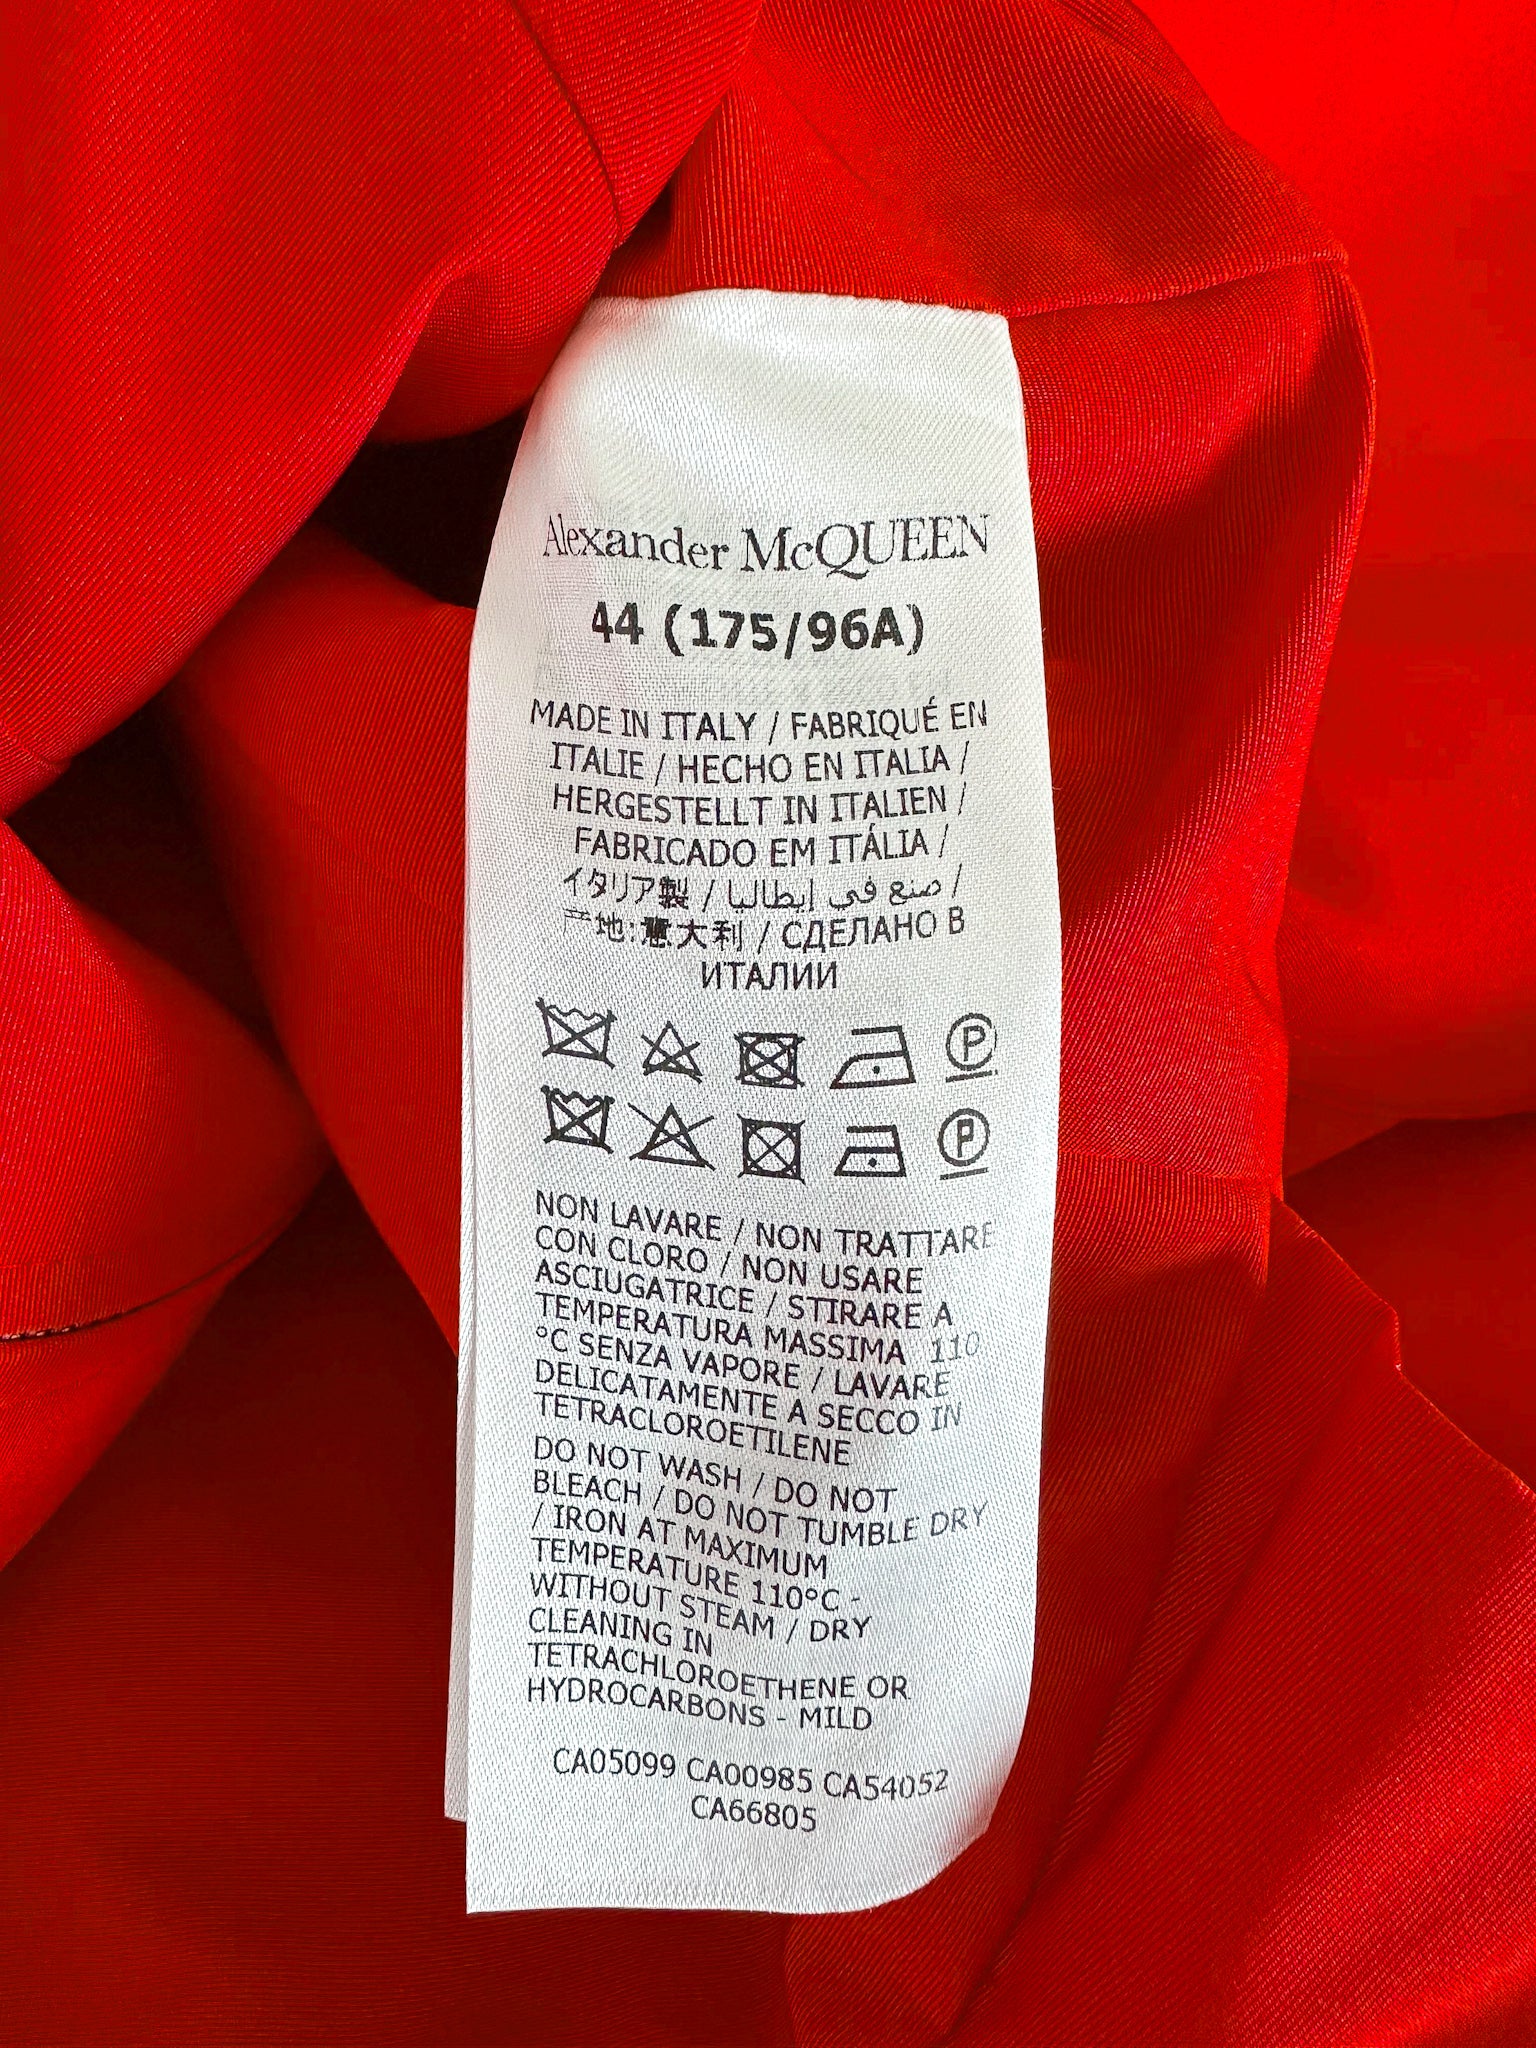 Alexander McQUEEN
44 (175/96A)
MADE IN ITALY / FABRIQUÉ EN
ITALIE / HECHO EN ITALIA /
HERGESTELLT IN ITALIEN /
FABRICADO EM ITÁLIA /
イタリア製 / صنع في إيطاليا /
产地:意大利 / СДЕЛАНО В
ИТАЛИИ
P
P
NON LAVARE / NON TRATTARE
CON CLORO / NON USARE
ASCIUGATRICE / STIRARE A
TEMPERATURA MASSIMA 110
°C SENZA VAPORE / LAVARE
DELICATAMENTE A SECCO IN
TETRACLOROETILENE
DO NOT WASH / DO NOT
BLEACH / DO NOT TUMBLE DRY
/ IRON AT MAXIMUM
TEMPERATURE 110°C -
WITHOUT STEAM / DRY
CLEANING IN
TETRACHLOROETHENE OR
HYDROCARBONS - MILD
CA05099 CA00985 CA54052
CA66805